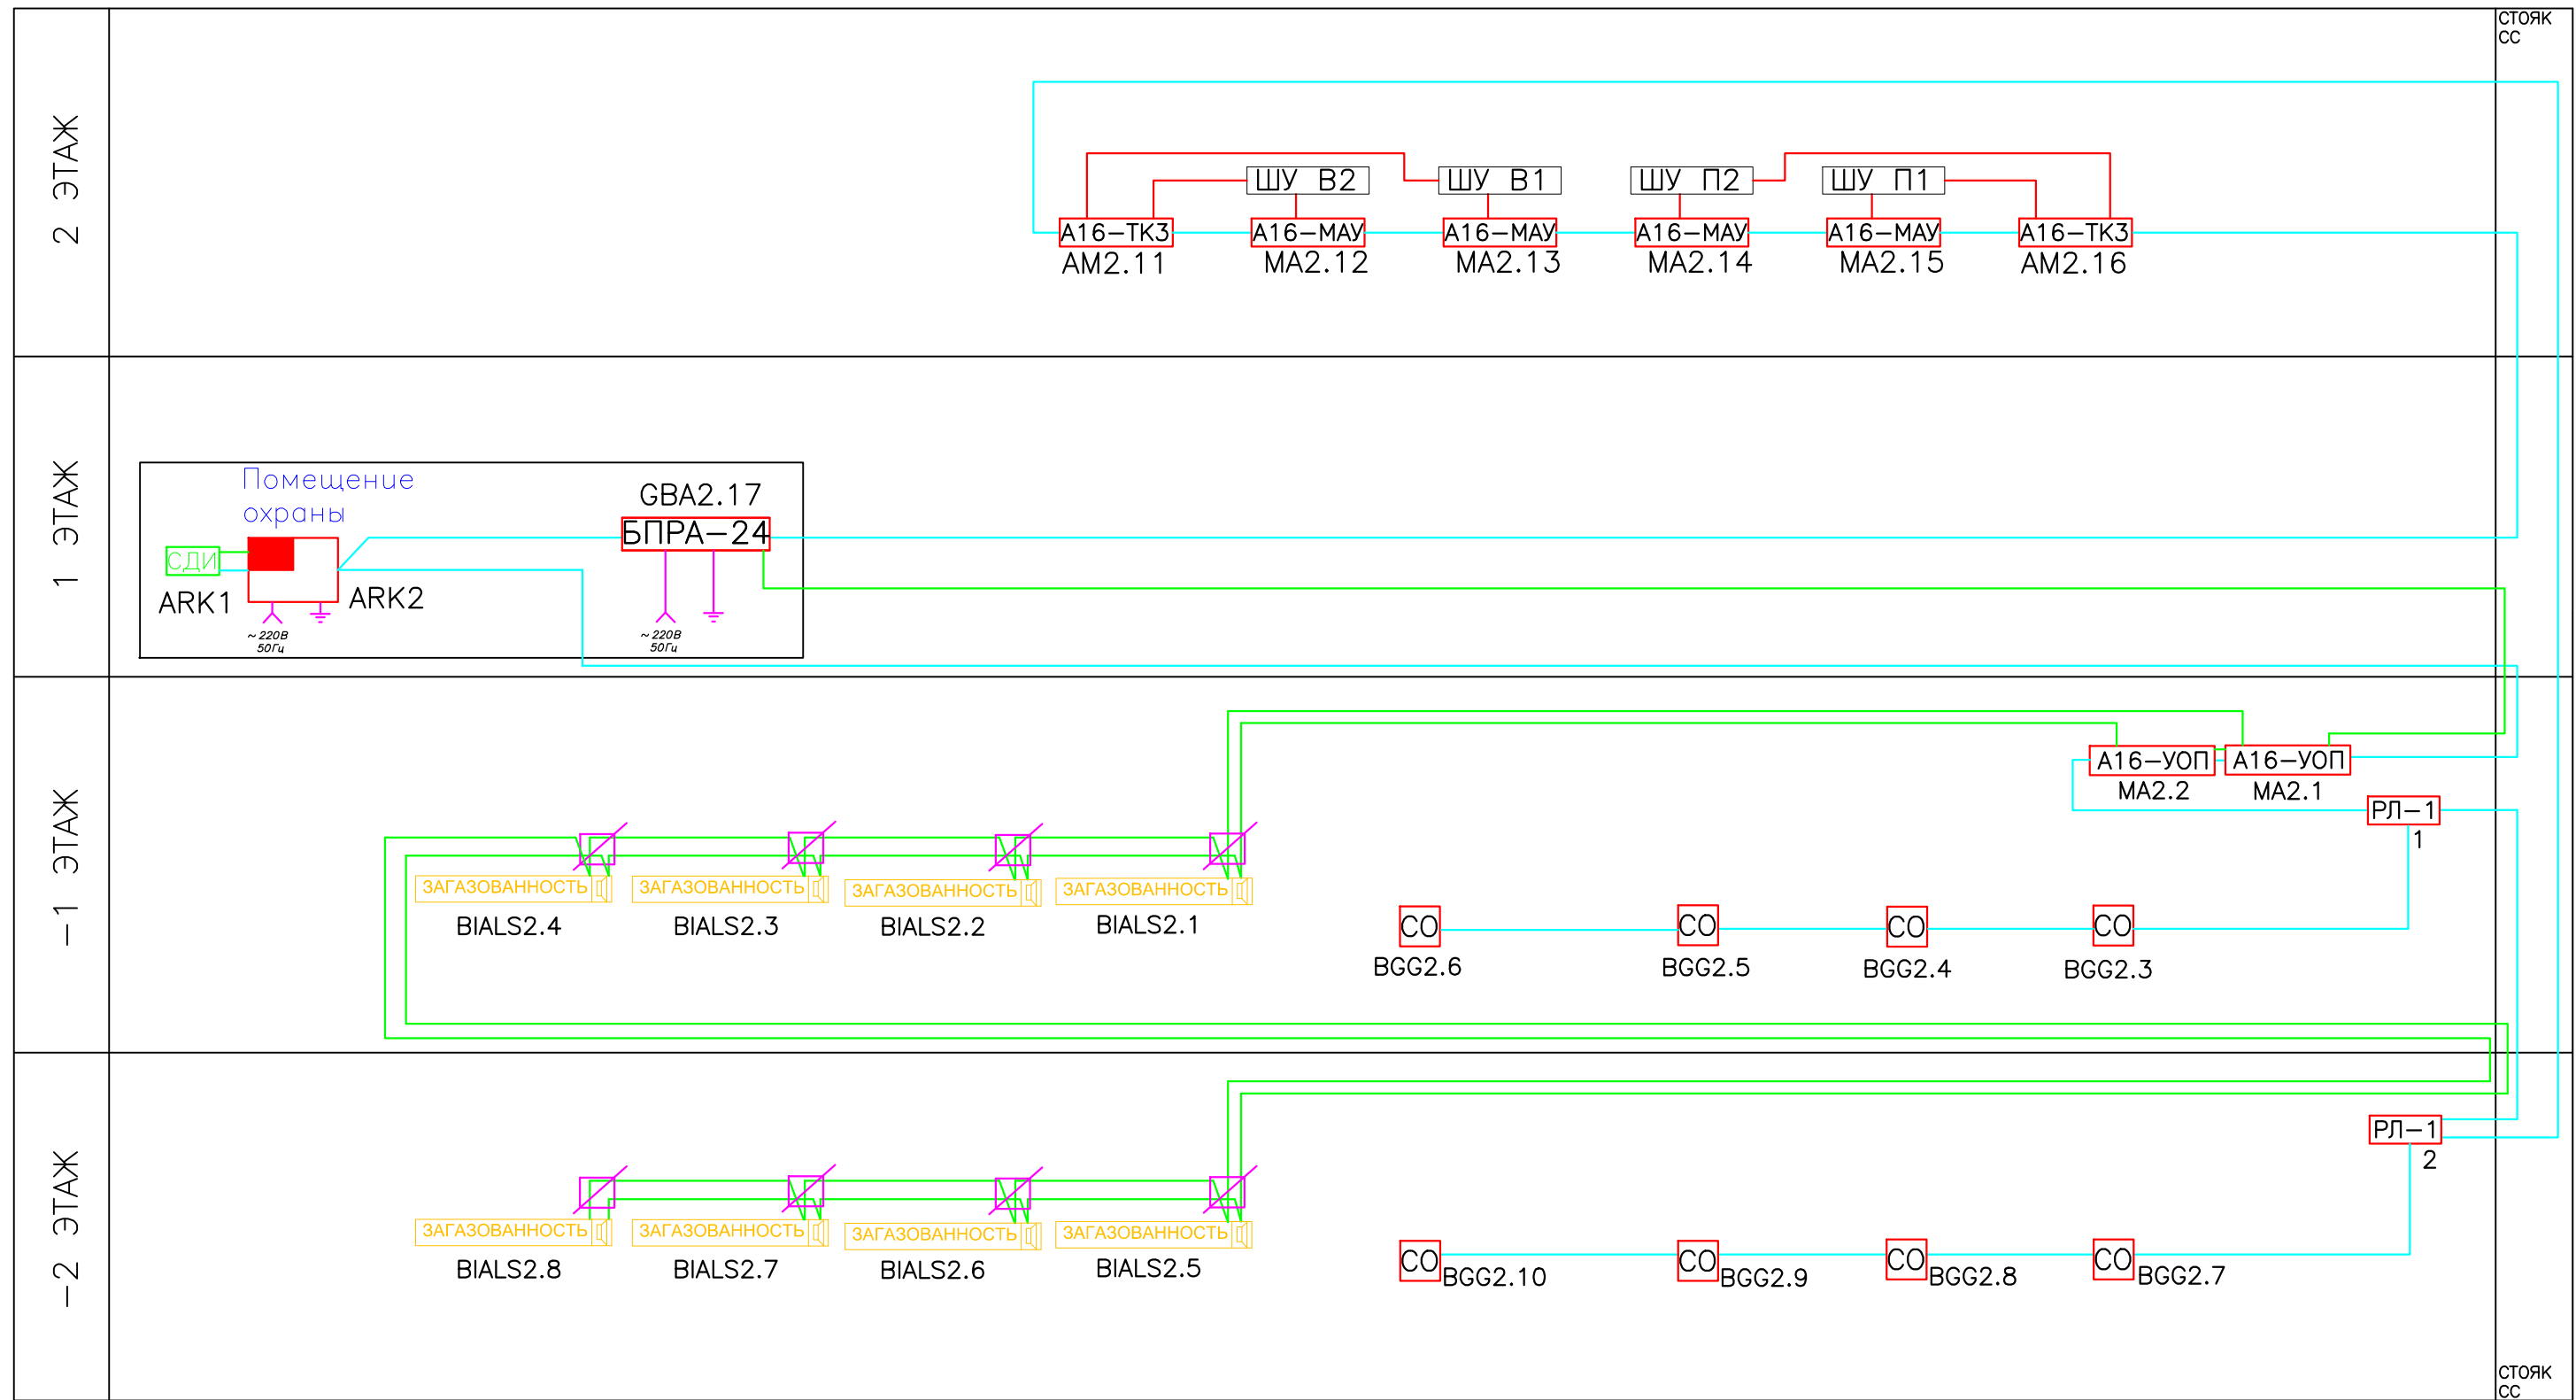 СТОЯК
СС
2 ЭТАЖ
ШУ В2
ШУ В1
ШУ П2
ШУ П1
А16-ТК3
А16-МАУ
А16-МАУ
А16-МАУ
А16-МАУ
А16-ТК3
АМ2.11
МА2.12
МА2.13
МА2.14
МА2.15
АМ2.16
1 ЭТАЖ
Помещение
охраны
GBA2.17
БПРА-24
СДИ
ARK1
ARK2
~220В
50Гц
~220В
50Гц
-1 ЭТАЖ
А16-УОП
А16-УОП
МА2.2
МА2.1
РЛ-1
1
ЗАГАЗОВАННОСТЬ
ЗАГАЗОВАННОСТЬ
ЗАГАЗОВАННОСТЬ
ЗАГАЗОВАННОСТЬ
BIALS2.4
BIALS2.3
BIALS2.2
BIALS2.1
СО
СО
СО
СО
BGG2.6
BGG2.5
BGG2.4
BGG2.3
-2 ЭТАЖ
РЛ-1
2
ЗАГАЗОВАННОСТЬ
ЗАГАЗОВАННОСТЬ
ЗАГАЗОВАННОСТЬ
ЗАГАЗОВАННОСТЬ
BIALS2.8
BIALS2.7
BIALS2.6
BIALS2.5
СО
BGG2.10
СО
BGG2.9
СО
BGG2.8
СО
BGG2.7
СТОЯК
СС